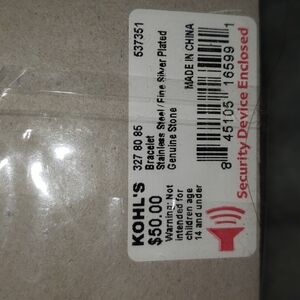 KOHL'S
$50.00
Warning: Not
intended for
children age
14 and under
327 80 85
Bracelet
Stainless Steel / Fine Silver Plated
Genuine Stone
537351
MADE IN CHINA
8 45105 16599 1
Security Device Enclosed